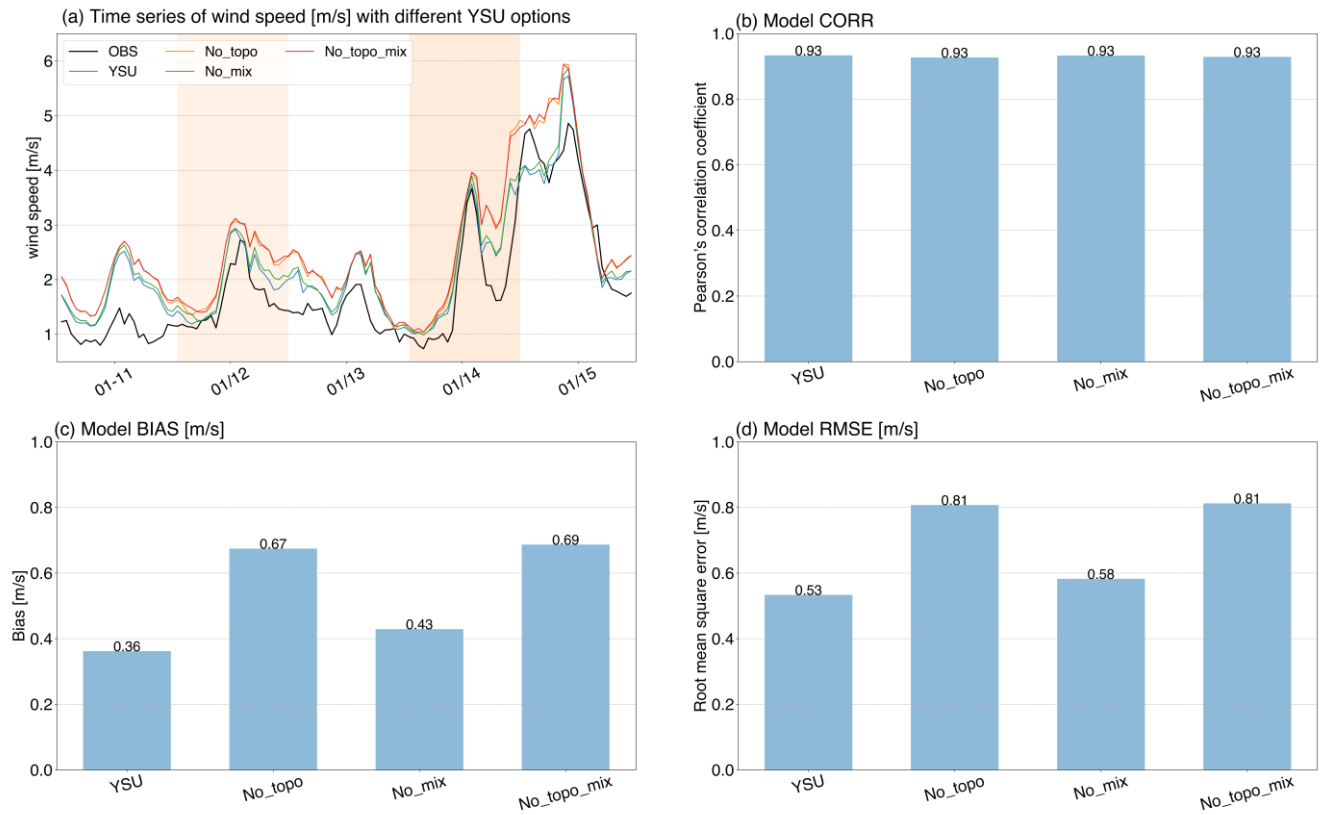 (a) Time series of wind speed [m/s] with different YSU options
OBS
YSU
No_topo
No_mix
No_topo_mix
wind speed [m/s]
6
5
4
3
2
1
01-11
01/12
01/13
01/14
01/15
(b) Model CORR
Pearson's correlation coefficient
1.0
0.8
0.6
0.4
0.2
0.0
0.93
0.93
0.93
0.93
YSU
No_topo
No_mix
No_topo_mix
(c) Model BIAS [m/s]
Bias [m/s]
1.0
0.8
0.6
0.4
0.2
0.0
0.36
0.67
0.43
0.69
YSU
No_topo
No_mix
No_topo_mix
(d) Model RMSE [m/s]
Root mean square error [m/s]
1.0
0.8
0.6
0.4
0.2
0.0
0.53
0.81
0.58
0.81
YSU
No_topo
No_mix
No_topo_mix